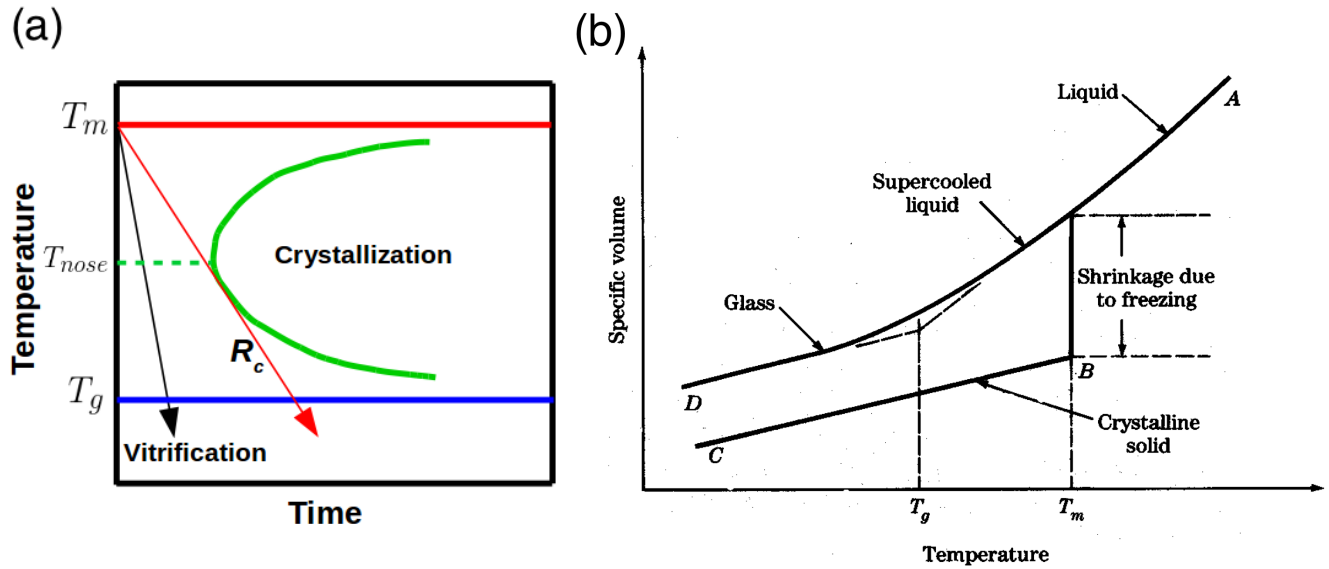 (a)
T_m
T_nose
T_g
Temperature
Crystallization
R_c
Vitrification
Time
(b)
Specific volume
Liquid
A
Supercooled
liquid
Glass
Shrinkage due
to freezing
D
B
C
Crystalline
solid
T_g
T_m
Temperature